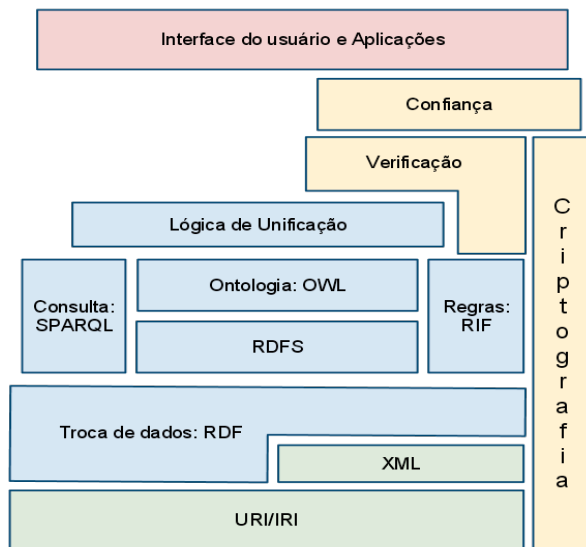 Interface do usuário e Aplicações
Confiança
Verificação
Criptografia
Lógica de Unificação
Consulta:
SPARQL
Ontologia: OWL
Regras:
RIF
RDFS
Troca de dados: RDF
XML
URI/IRI